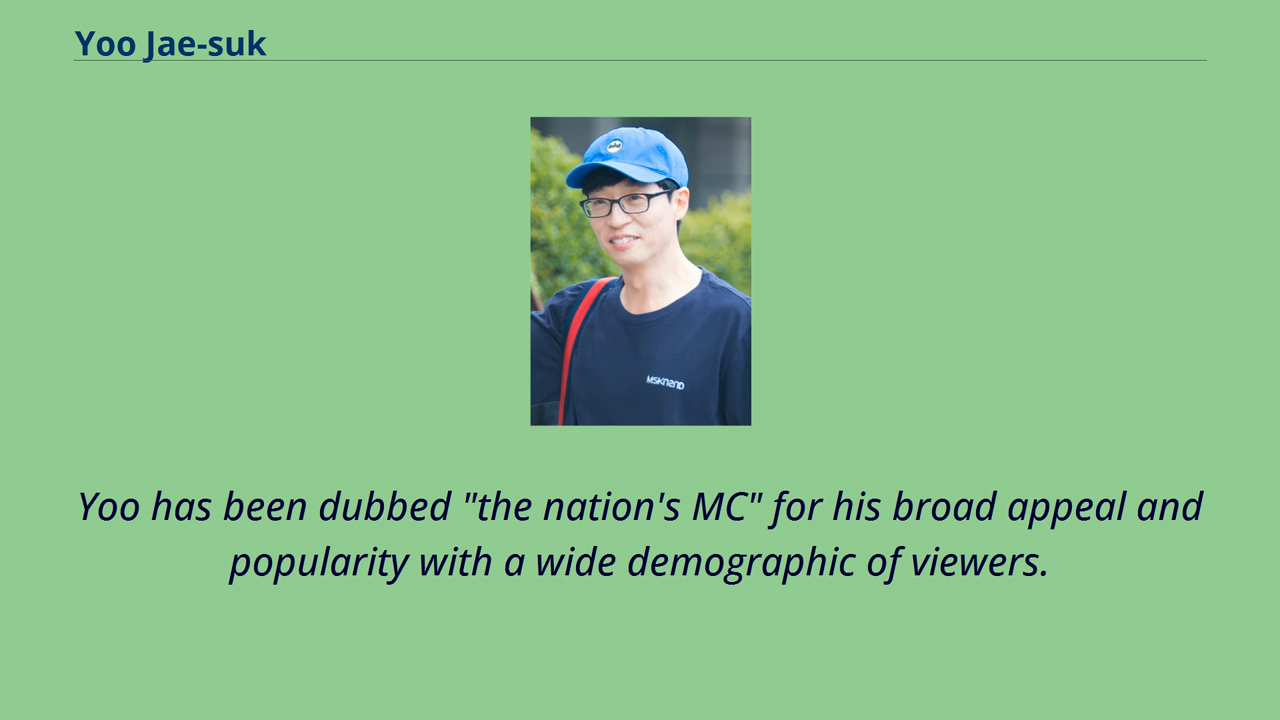 Yoo Jae-suk
MSKN2ND
Yoo has been dubbed "the nation's MC" for his broad appeal and
popularity with a wide demographic of viewers.